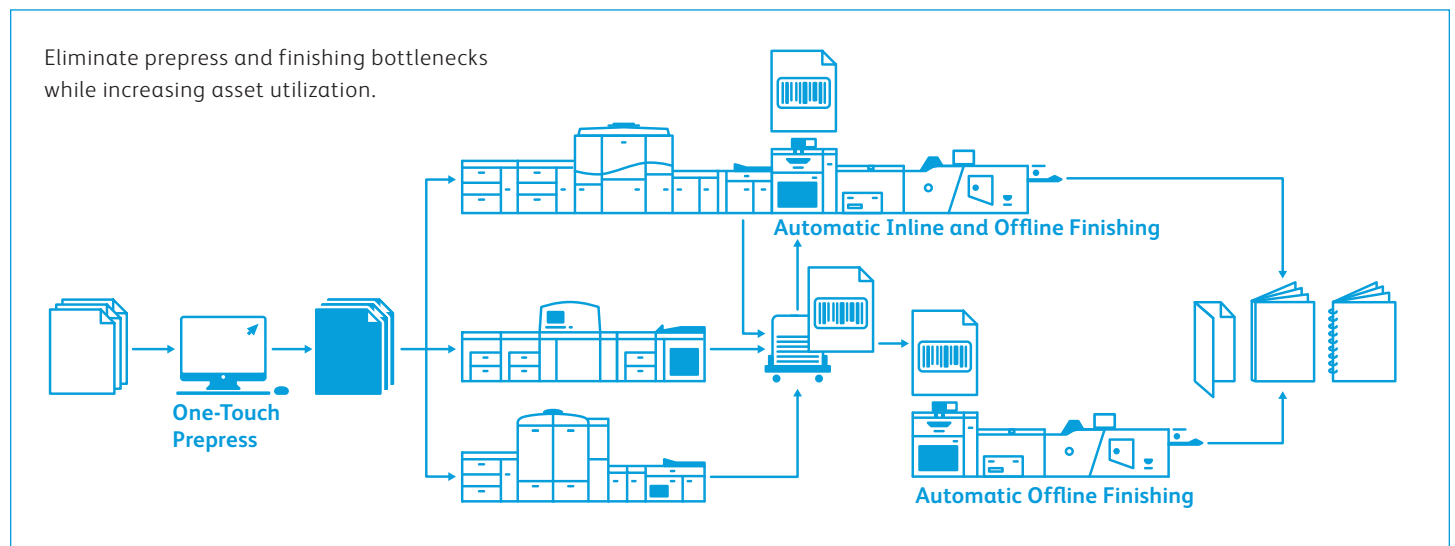 Eliminate prepress and finishing bottlenecks
while increasing asset utilization.
Automatic Inline and Offline Finishing
One-Touch
Prepress
Automatic Offline Finishing